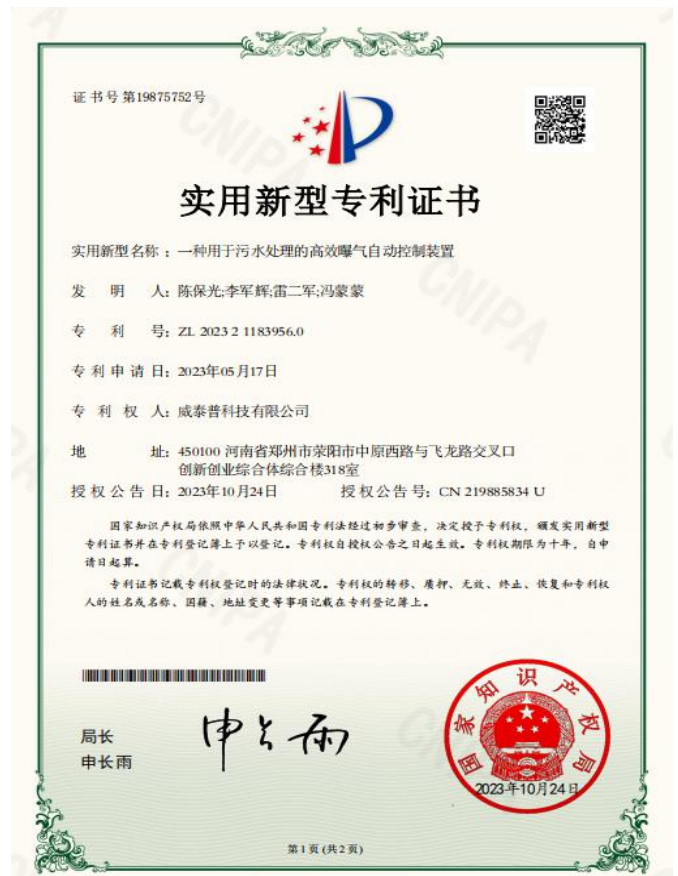 证书号第19875752号
实用新型专利证书
实用新型名称：一种用于污水处理的高效曝气自动控制装置
发明人：陈保光;李军辉;雷二军;冯蒙蒙
专利号：ZL 2023 2 1183956.0
专利申请日：2023年05月17日
专利权人：威泰普科技有限公司
地址：450100 河南省郑州市荥阳市中原西路与飞龙路交叉口
创新创业综合体综合楼318室
授权公告日：2023年10月24日 授权公告号：CN 219885834 U
国家知识产权局依照中华人民共和国专利法经过初步审查，决定授予专利权，颁发实用新型
专利证书并在专利登记簿上予以登记。专利权自授权公告之日起生效。专利权期限为十年，自申
请日起算。
专利证书记载专利权登记时的法律状况。专利权的转移、质押、无效、终止、恢复和专利权
人的姓名或名称、国籍、地址变更等事项记载在专利登记簿上。
局长
申长雨
申长雨
国家知识产权局
2023年10月24日
第1页(共2页)
CNIPA
CNIPA
CNIPA
CNIPA